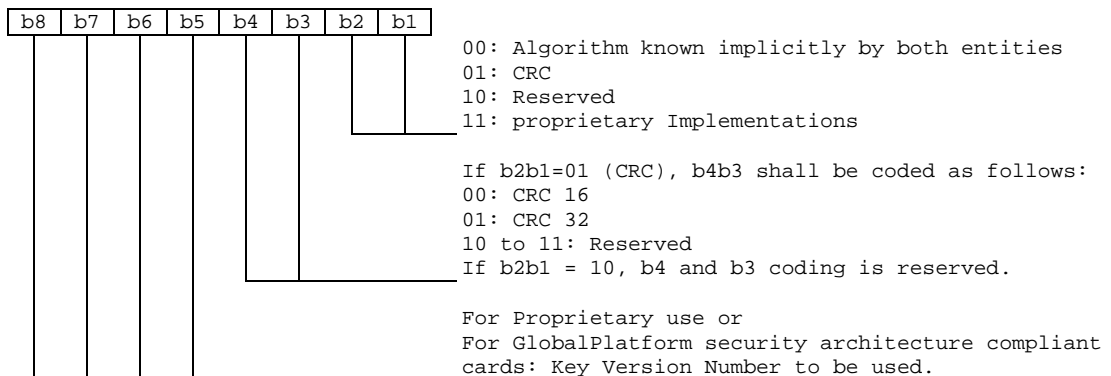 b8 b7 b6 b5 b4 b3 b2 b1
00: Algorithm known implicitly by both entities
01: CRC
10: Reserved
11: proprietary Implementations
If b2b1=01 (CRC), b4b3 shall be coded as follows:
00: CRC 16
01: CRC 32
10 to 11: Reserved
If b2b1 = 10, b4 and b3 coding is reserved.
For Proprietary use or
For GlobalPlatform security architecture compliant
cards: Key Version Number to be used.